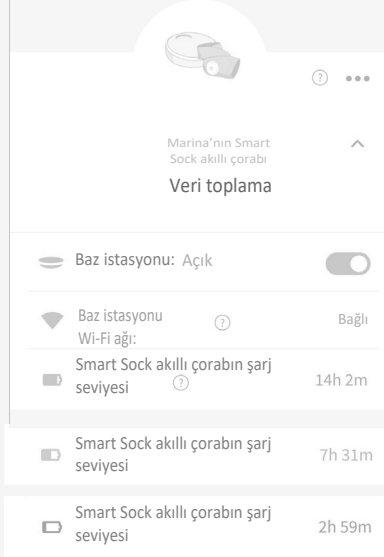 ?
Marina’nın Smart
Sock akıllı çorabı
Veri toplama
Baz istasyonu: Açık
Baz istasyonu
Wi-Fi ağı:
?
Bağlı
Smart Sock akıllı çorabın şarj
seviyesi
?
14h 2m
Smart Sock akıllı çorabın şarj
seviyesi
7h 31m
Smart Sock akıllı çorabın şarj
seviyesi
2h 59m